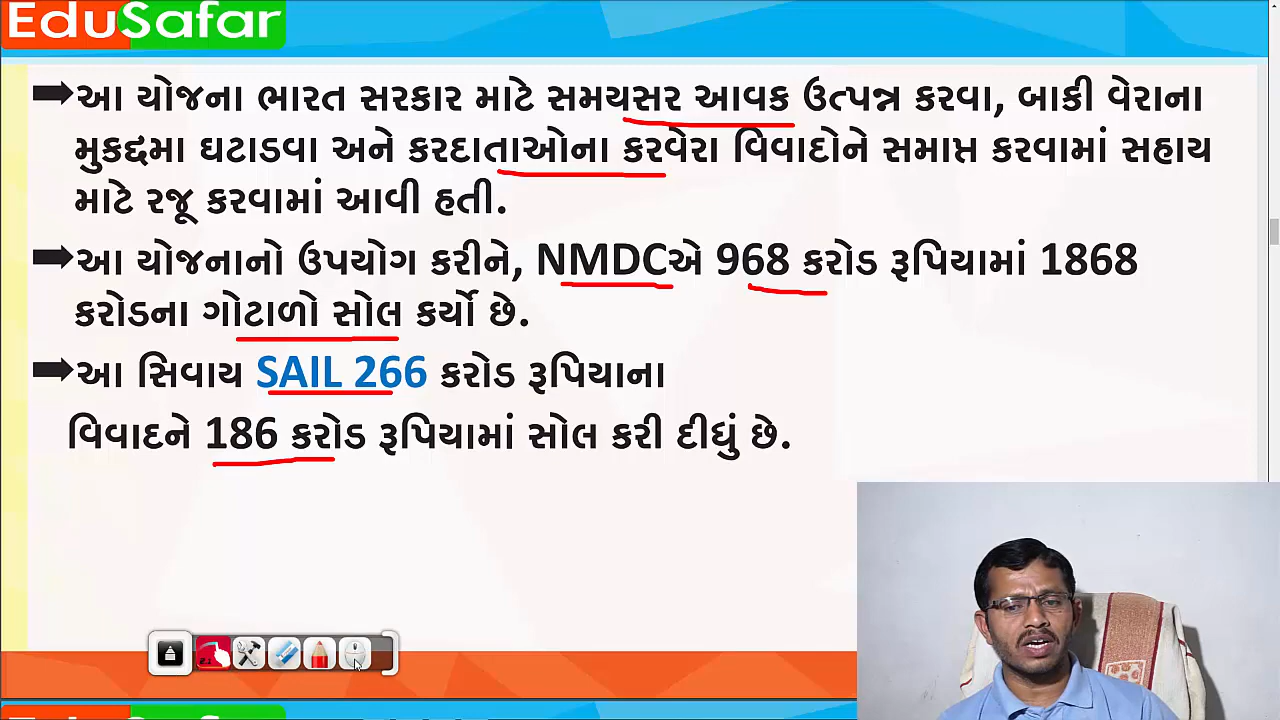 EduSafar
➡આ યોજના ભારત સરકાર માટે સમયસર આવક ઉત્પન્ન કરવા, બાકી વેરાના
મુકદ્દમા ઘટાડવા અને કરદાતાઓના કરવેરા વિવાદોને સમાપ્ત કરવામાં સહાય
માટે રજૂ કરવામાં આવી હતી.
➡આ યોજનાનો ઉપયોગ કરીને, NMDCએ 968 કરોડ રૂપિયામાં 1868
કરોડના ગોટાળો સોલ કર્યો છે.
➡આ સિવાય SAIL 266 કરોડ રૂપિયાના
વિવાદને 186 કરોડ રૂપિયામાં સોલ કરી દીધું છે.
EduSafar